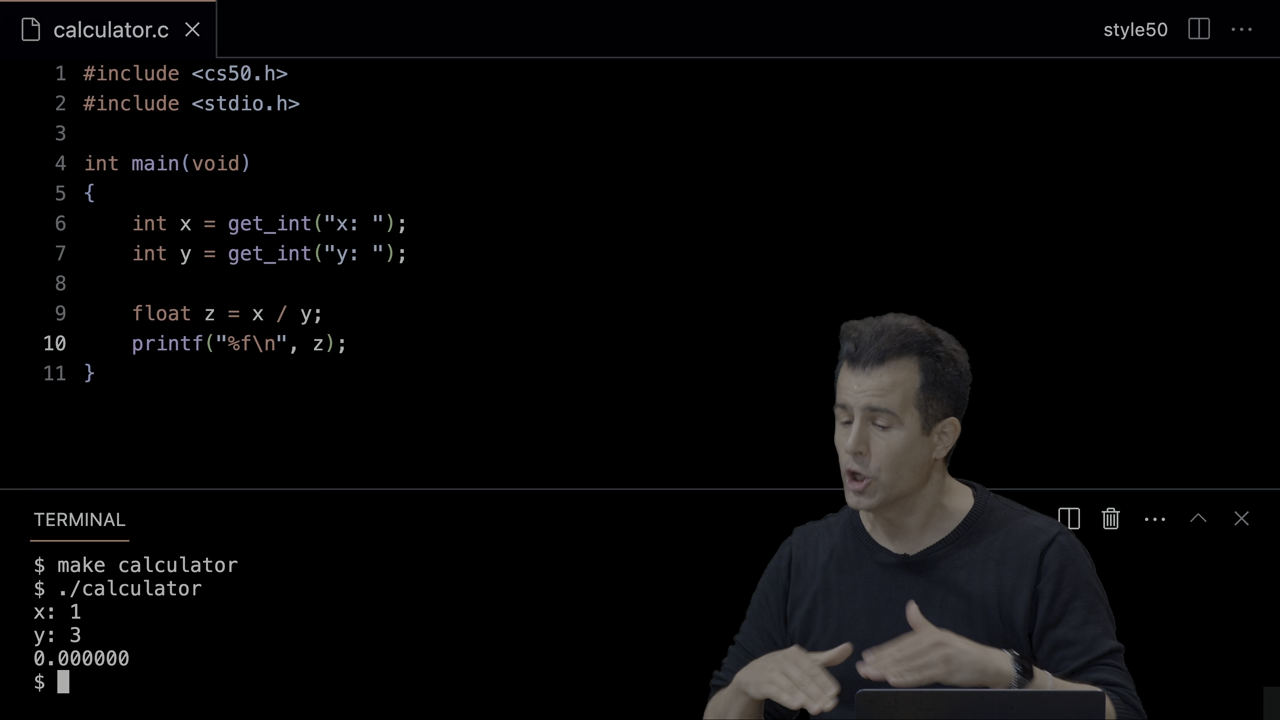 calculator.c
style50
1 #include <cs50.h>
2 #include <stdio.h>
3
4 int main(void)
5 {
6     int x = get_int("x: ");
7     int y = get_int("y: ");
8
9     float z = x / y;
10     printf("%f\n", z);
11 }
TERMINAL
$ make calculator
$ ./calculator
x: 1
y: 3
0.000000
$